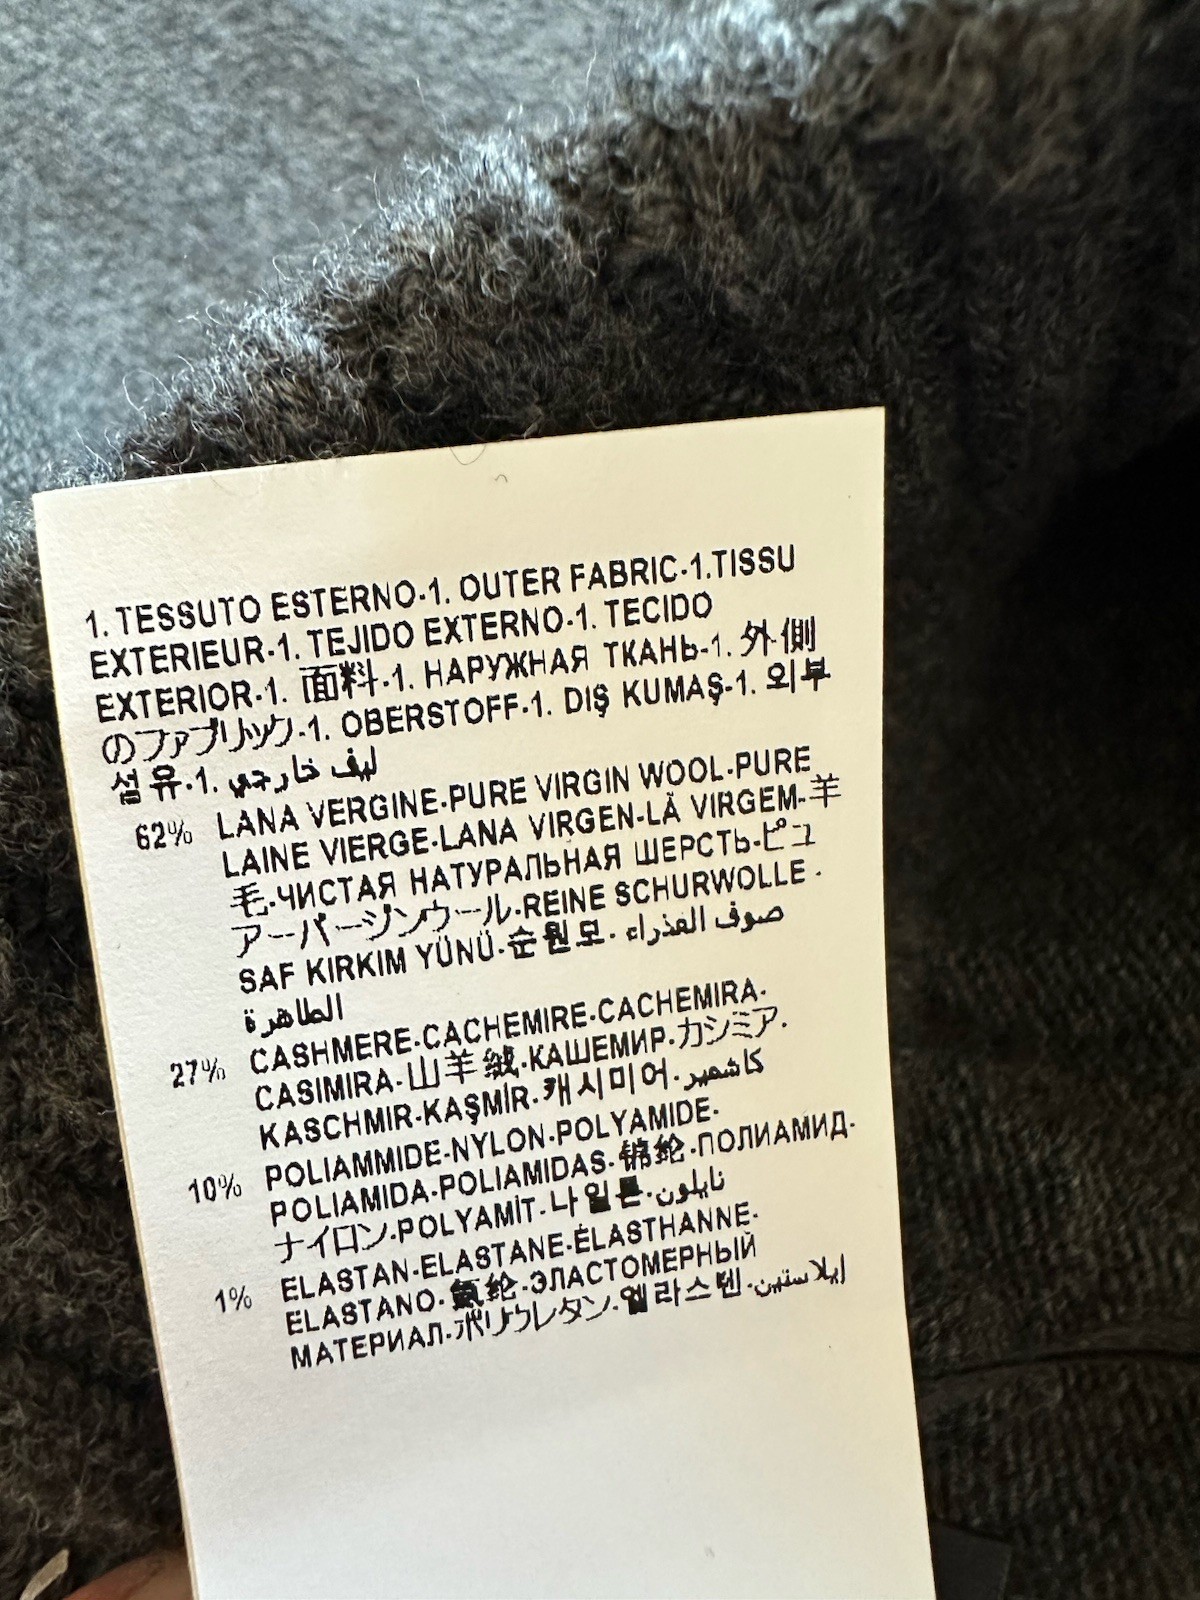 1. TESSUTO ESTERNO-1. OUTER FABRIC-1.TISSU
EXTERIEUR-1. TEJIDO EXTERNO-1. TECIDO
EXTERIOR-1. 面料-1. НАРУЖНАЯ ТКАНЬ-1. 外側
のファブリック-1. OBERSTOFF-1. DIŞ KUMAŞ-1. 외부
섬유-1. ليف خارجي
62% LANA VERGINE-PURE VIRGIN WOOL-PURE
LAINE VIERGE-LANA VIRGEN-LÃ VIRGEM-羊
毛-ЧИСТАЯ НАТУРАЛЬНАЯ ШЕРСТЬ-ピュ
アーバージンウール-REINE SCHURWOLLE -
SAF KIRKIM YÜNÜ-순원모- صوف العذراء
الطاهرة
27% CASHMERE-CACHEMIRE-CACHEMIRA-
CASIMIRA-山羊绒-КАШЕМИР-カシミア-
KASCHMIR-KAŞMİR-캐시미어-كاشمير
10% POLIAMMIDE-NYLON-POLYAMIDE-
POLIAMIDA-POLIAMIDAS-锦纶-ПОЛИАМИД-
ナイロン-POLYAMİT-나일론-نايلون
1% ELASTAN-ELASTANE-ÉLASTHANNE-
ELASTANO-氨纶-ЭЛАСТОМЕРНЫЙ
МАТЕРИАЛ-ポリウレタン-엘라스텐-إيلاستين